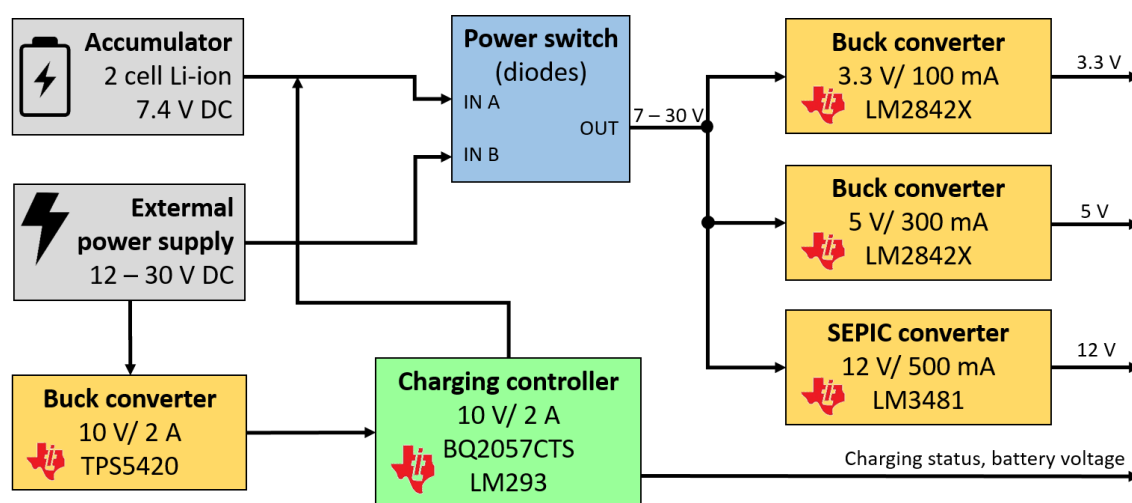 Accumulator
2 cell Li-ion
7.4 V DC
Extermal
power supply
12 – 30 V DC
Buck converter
10 V/ 2 A
TPS5420
Charging controller
10 V/ 2 A
BQ2057CTS
LM293
Power switch
(diodes)
IN A
OUT
IN B
7 – 30 V
Buck converter
3.3 V/ 100 mA
LM2842X
3.3 V
Buck converter
5 V/ 300 mA
LM2842X
5 V
SEPIC converter
12 V/ 500 mA
LM3481
12 V
Charging status, battery voltage